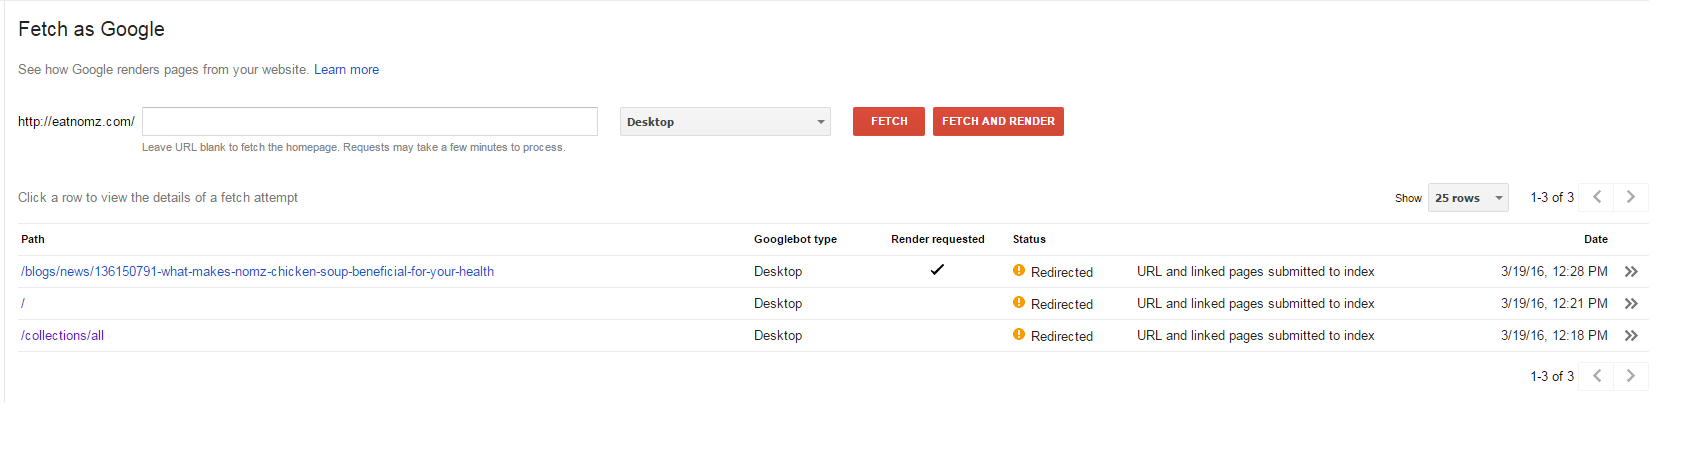 Fetch as Google
See how Google renders pages from your website. Learn more
http://eatnomz.com/ Desktop FETCH FETCH AND RENDER
Leave URL blank to fetch the homepage. Requests may take a few minutes to process.
Click a row to view the details of a fetch attempt Show 25 rows 1-3 of 3
Path Googlebot type Render requested Status Date
/blogs/news/136150791-what-makes-nomz-chicken-soup-beneficial-for-your-health Desktop Redirected URL and linked pages submitted to index 3/19/16, 12:28 PM
/ Desktop Redirected URL and linked pages submitted to index 3/19/16, 12:21 PM
/collections/all Desktop Redirected URL and linked pages submitted to index 3/19/16, 12:18 PM
1-3 of 3